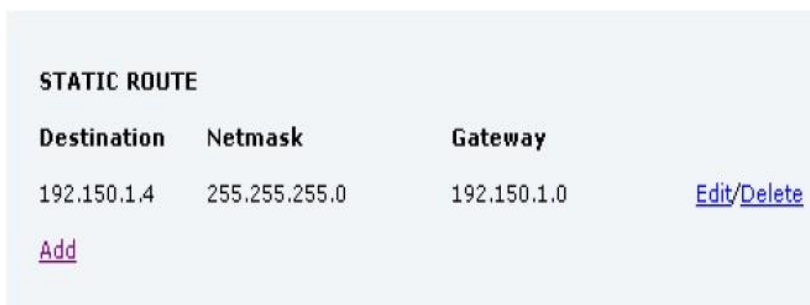 STATIC ROUTE
Destination Netmask Gateway
192.150.1.4 255.255.255.0 192.150.1.0 Edit/Delete
Add